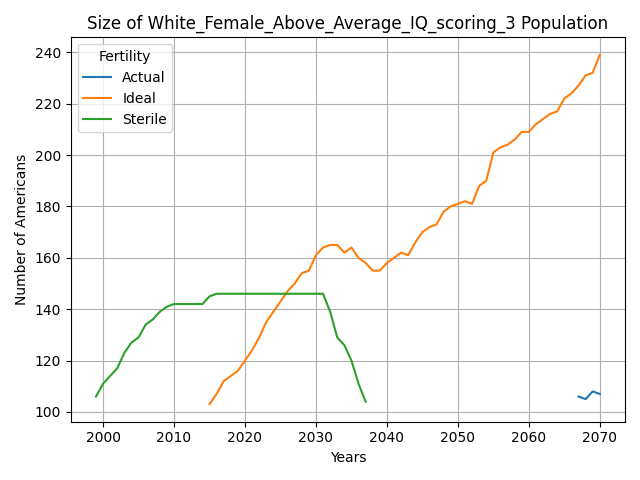 Size of White_Female_Above_Average_IQ_scoring_3 Population
Fertility
Actual
Ideal
Sterile
Number of Americans
240
220
200
180
160
140
120
100
2000 2010 2020 2030 2040 2050 2060 2070
Years